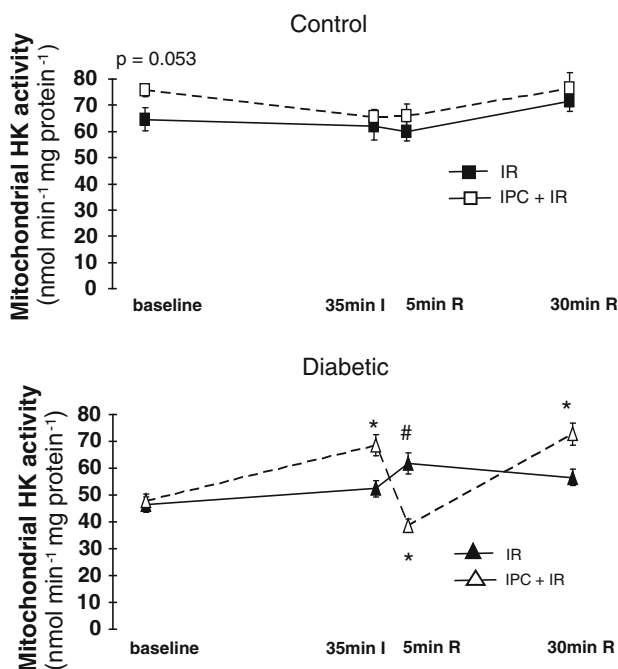 Control
p = 0.053
Mitochondrial HK activity
(nmol min⁻¹ mg protein⁻¹)
80
70
60
50
40
30
20
10
0
IR
IPC + IR
baseline
35min I
5min R
30min R
Diabetic
Mitochondrial HK activity
(nmol min⁻¹ mg protein⁻¹)
80
70
60
50
40
30
20
10
0
*
#
*
*
IR
IPC + IR
baseline
35min I
5min R
30min R